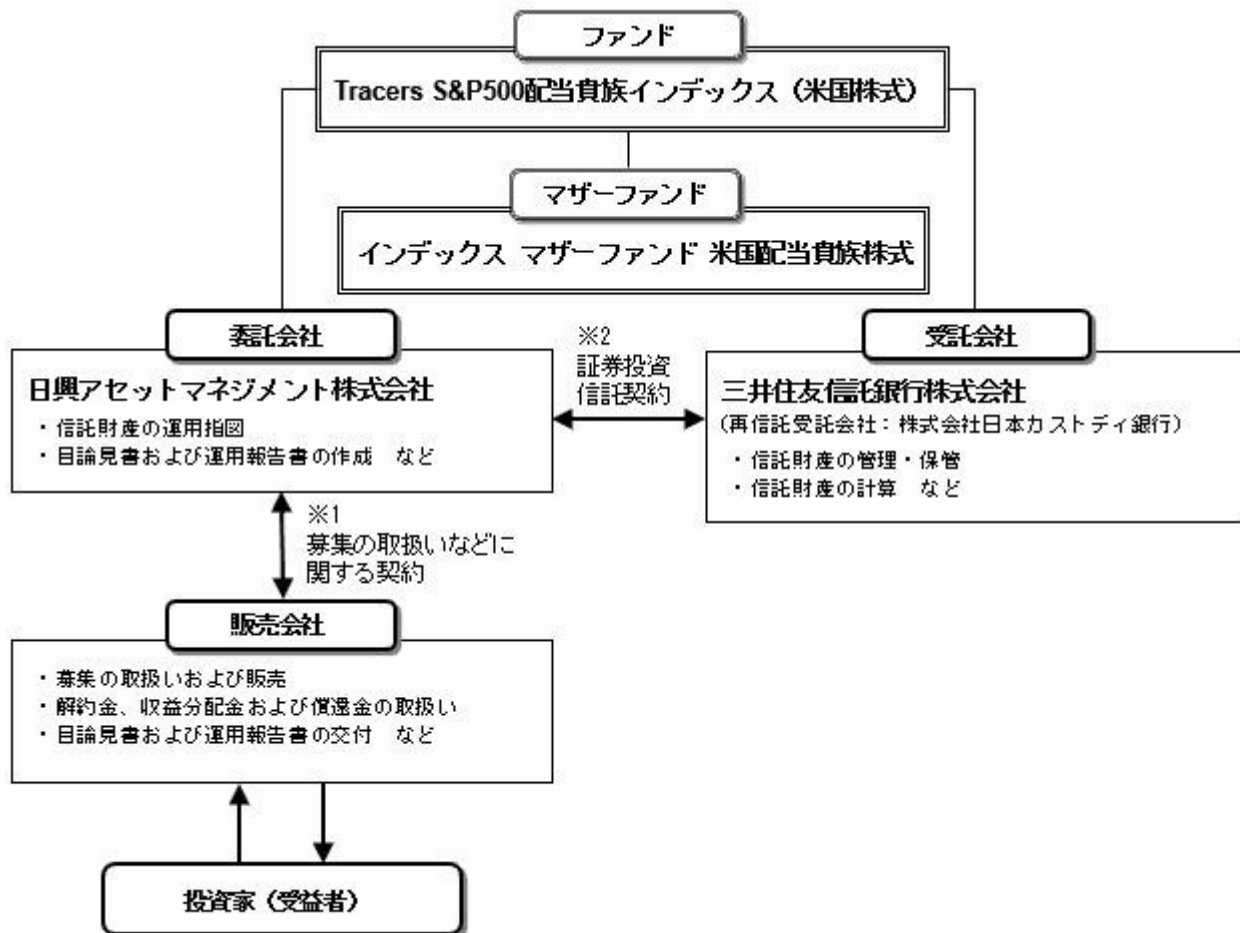 ファンド
Tracers S&P500配当貴族インデックス（米国株式）
マザーファンド
インデックス マザーファンド 米国配当貴族株式
委託会社
日興アセットマネジメント株式会社
・信託財産の運用指図
・目論見書および運用報告書の作成　など
※2
証券投資
信託契約
受託会社
三井住友信託銀行株式会社
（再信託受託会社：株式会社日本カストディ銀行）
・信託財産の管理・保管
・信託財産の計算　など
※1
募集の取扱いなどに
関する契約
販売会社
・募集の取扱いおよび販売
・解約金、収益分配金および償還金の取扱い
・目論見書および運用報告書の交付　など
投資家（受益者）